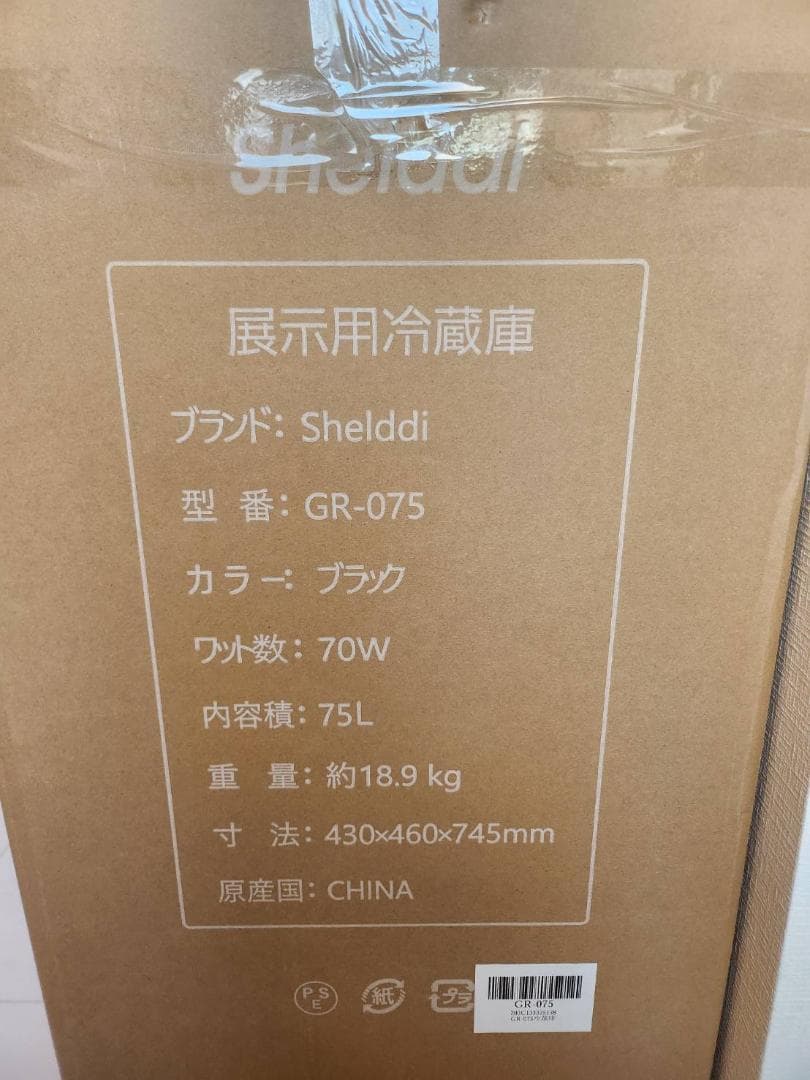 Shelddi
展示用冷蔵庫
ブランド: Shelddi
型 番: GR-075
カラー: ブラック
ワット数: 70W
内容積: 75L
重 量: 約18.9 kg
寸 法: 430×460×745mm
原産国: CHINA
PSE
紙
プラ
GR-075